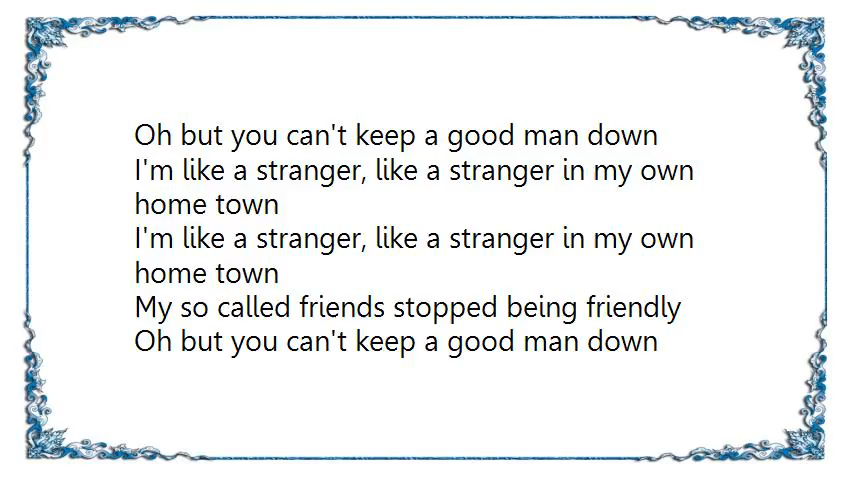 Oh but you can't keep a good man down
I'm like a stranger, like a stranger in my own
home town
I'm like a stranger, like a stranger in my own
home town
My so called friends stopped being friendly
Oh but you can't keep a good man down